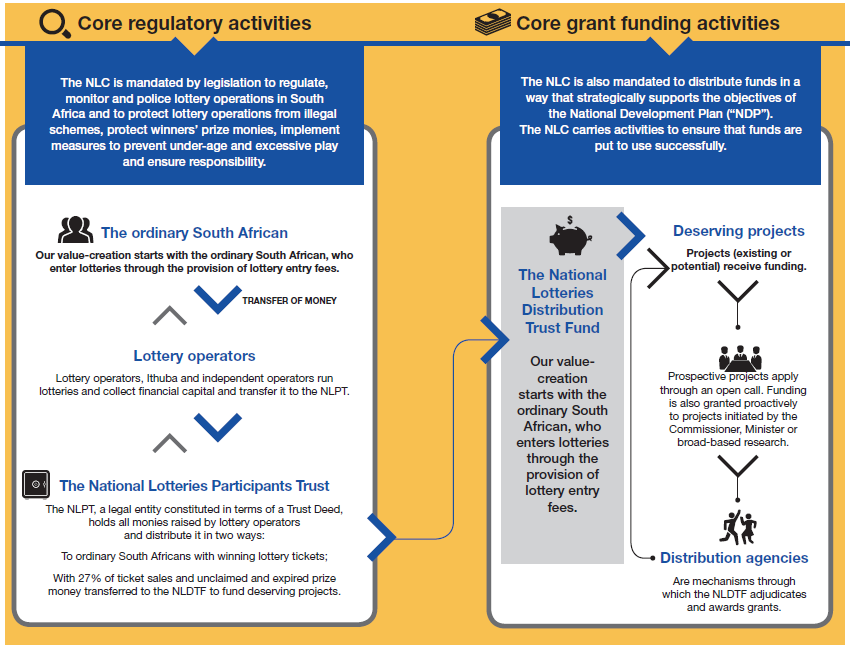 Core regulatory activities
The NLC is mandated by legislation to regulate,
monitor and police lottery operations in South
Africa and to protect lottery operations from illegal
schemes, protect winners' prize monies, implement
measures to prevent under-age and excessive play
and ensure responsibility.
The ordinary South African
Our value-creation starts with the ordinary South African, who
enter lotteries through the provision of lottery entry fees.
TRANSFER OF MONEY
Lottery operators
Lottery operators, Ithuba and independent operators run
lotteries and collect financial capital and transfer it to the NLPT.
The National Lotteries Participants Trust
The NLPT, a legal entity constituted in terms of a Trust Deed,
holds all monies raised by lottery operators
and distribute it in two ways:
To ordinary South Africans with winning lottery tickets;
With 27% of ticket sales and unclaimed and expired prize
money transferred to the NLDTF to fund deserving projects.
Core grant funding activities
The NLC is also mandated to distribute funds in a
way that strategically supports the objectives of
the National Development Plan ("NDP").
The NLC carries activities to ensure that funds are
put to use successfully.
$
The National
Lotteries
Distribution
Trust Fund
Our value-
creation
starts with the
ordinary South
African, who
enters lotteries
through the
provision of
lottery entry
fees.
Deserving projects
Projects (existing or
potential) receive funding.
Prospective projects apply
through an open call. Funding
is also granted proactively
to projects initiated by the
Commissioner, Minister or
broad-based research.
Distribution agencies
Are mechanisms through
which the NLDTF adjudicates
and awards grants.